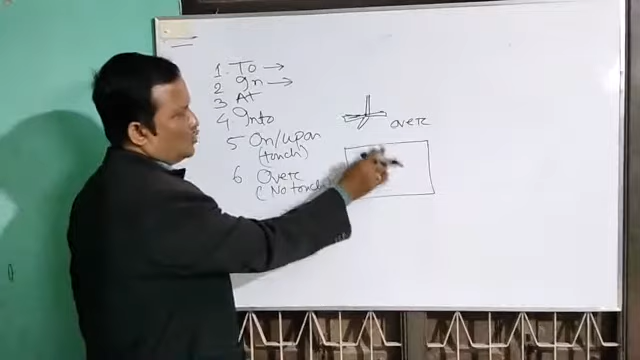 1. To →
2 In →
3 At
4. Into
5 On/upon
(touch)
6 Over
(No touch
over